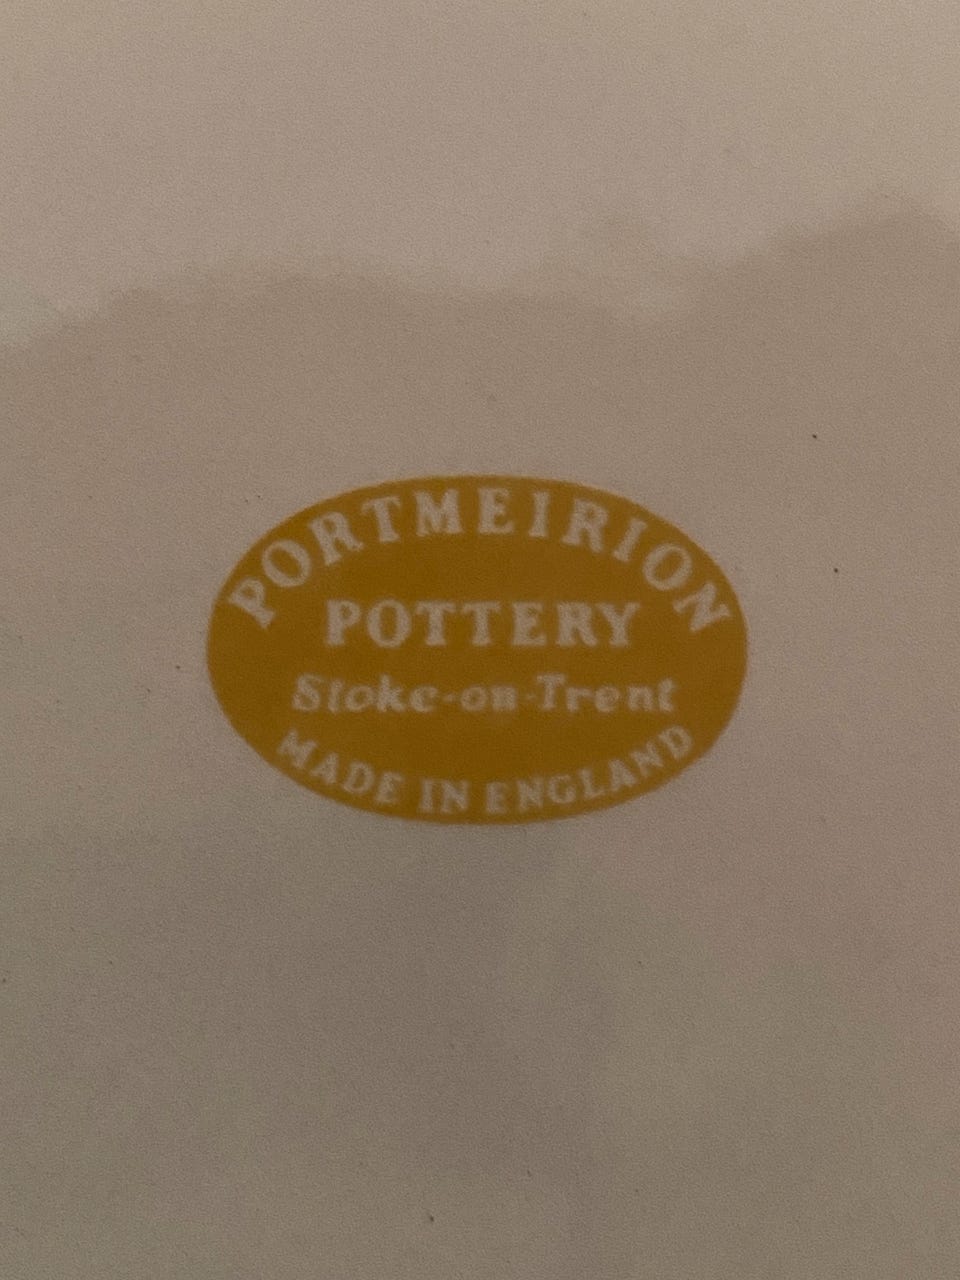 PORTMEIRION
POTTERY
Stoke-on-Trent
MADE IN ENGLAND